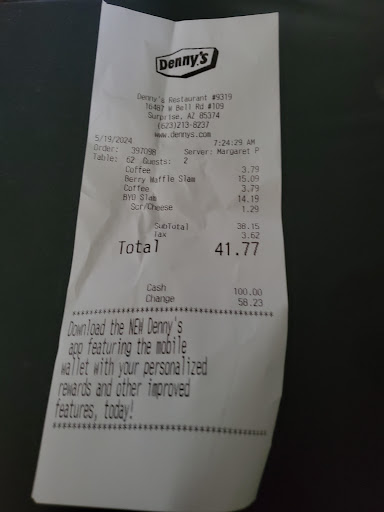 Denny's
Denny's Restaurant #9319
16487 W Bell Rd #109
Surprise, AZ 85374
(623)213-8237
www.dennys.com
5/19/2024 7:24:29 AM
Order: 397098 Server: Margaret P
Table: 62 Guests: 2
Coffee 3.79
Berry Waffle Slam 15.09
Coffee 3.79
BYO Slam 14.19
Scr/Cheese 1.29
SubTotal 38.15
Tax 3.62
Total 41.77
Cash 100.00
Change 58.23
****************************************
Download the NEW Denny's
app featuring the mobile
wallet with your personalized
rewards and other improved
features, today!
****************************************